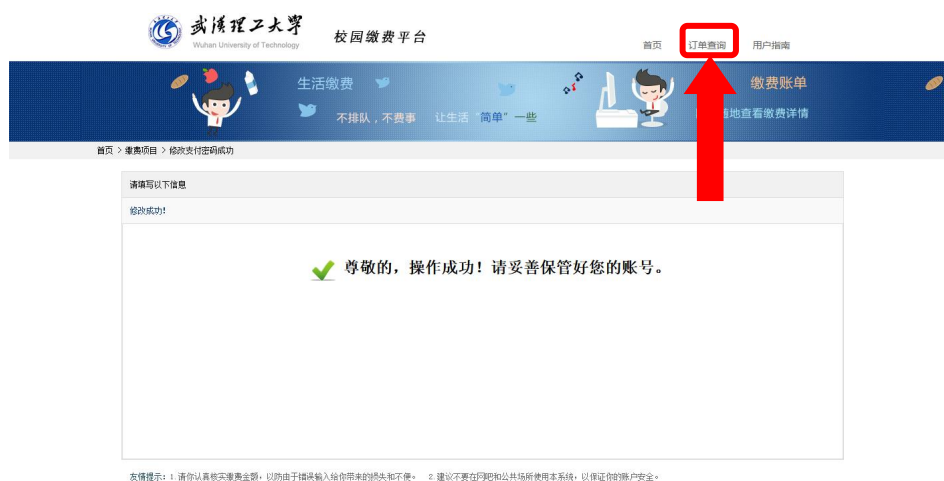 武汉理工大学
Wuhan University of Technology
校园缴费平台
首页 订单查询 用户指南
生活缴费
不排队，不费事 让生活“简单”一些
缴费账单
地查看缴费详情
首页 > 缴费项目 > 修改支付密码成功
请填写以下信息
修改成功!
尊敬的，操作成功！请妥善保管好您的账号。
友情提示：1.请你认真核实缴费金额，以防由于错误输入给你带来的损失和不便。 2.建议不要在网吧和公共场所使用本系统，以保证你的账户安全。